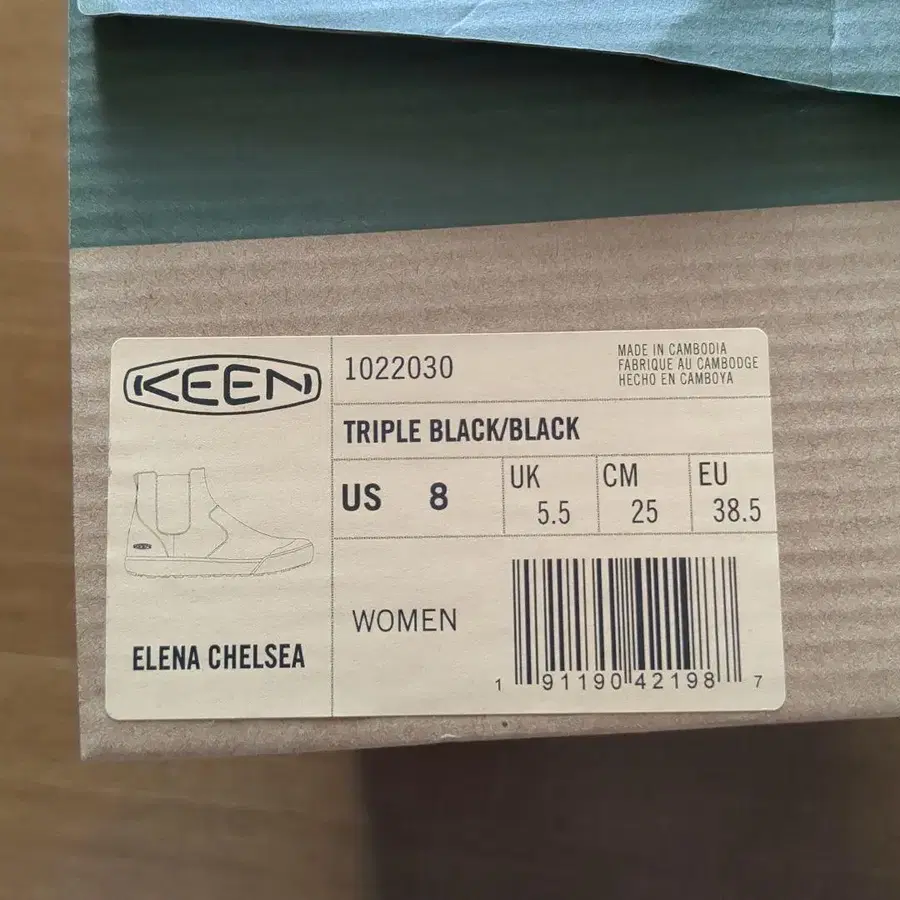 KEEN
1022030
MADE IN CAMBODIA
FABRIQUE AU CAMBODGE
HECHO EN CAMBOYA
TRIPLE BLACK/BLACK
US 8
UK 5.5
CM 25
EU 38.5
KEEN
ELENA CHELSEA
WOMEN
1 91190 42198 7